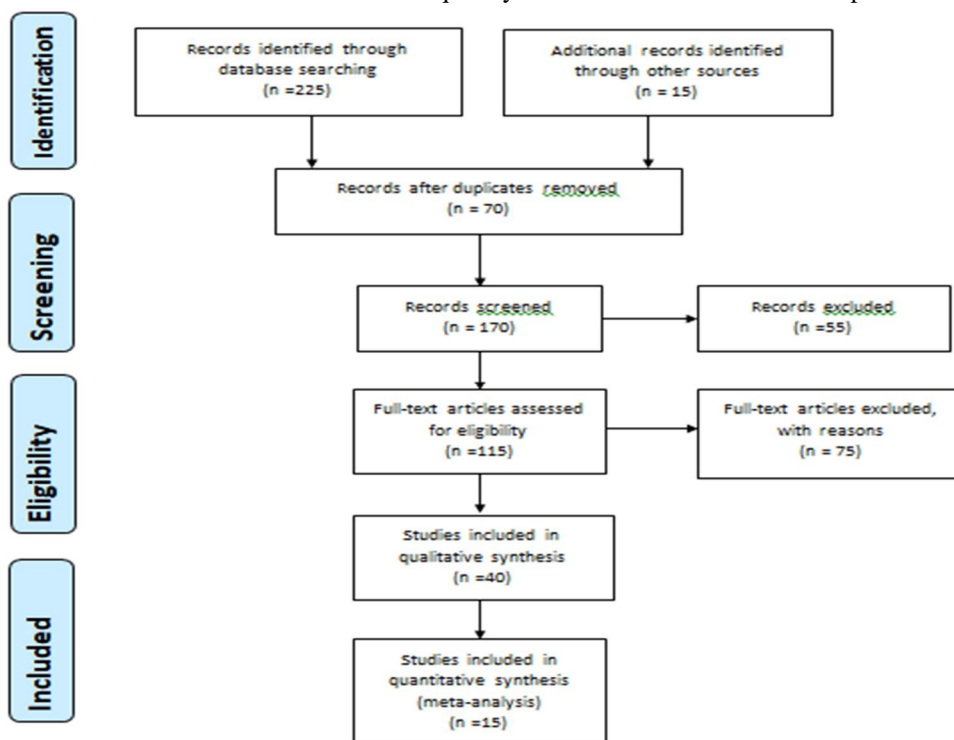 Identification
Records identified through
database searching
(n =225)
Additional records identified
through other sources
(n = 15)
Records after duplicates removed
(n = 70)
Screening
Records screened
(n = 170)
Records excluded
(n =55)
Eligibility
Full-text articles assessed
for eligibility
(n =115)
Full-text articles excluded,
with reasons
(n = 75)
Studies included in
qualitative synthesis
(n =40)
Included
Studies included in
quantitative synthesis
(meta-analysis)
(n =15)